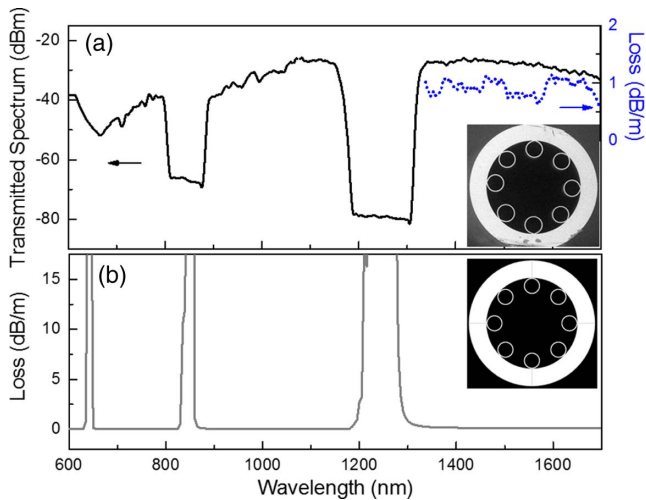 (a)
Transmitted Spectrum (dBm)
-20
-40
-60
-80
Loss (dB/m)
2
1
0
(b)
Loss (dB/m)
15
10
5
0
600
800
1000
1200
1400
1600
Wavelength (nm)